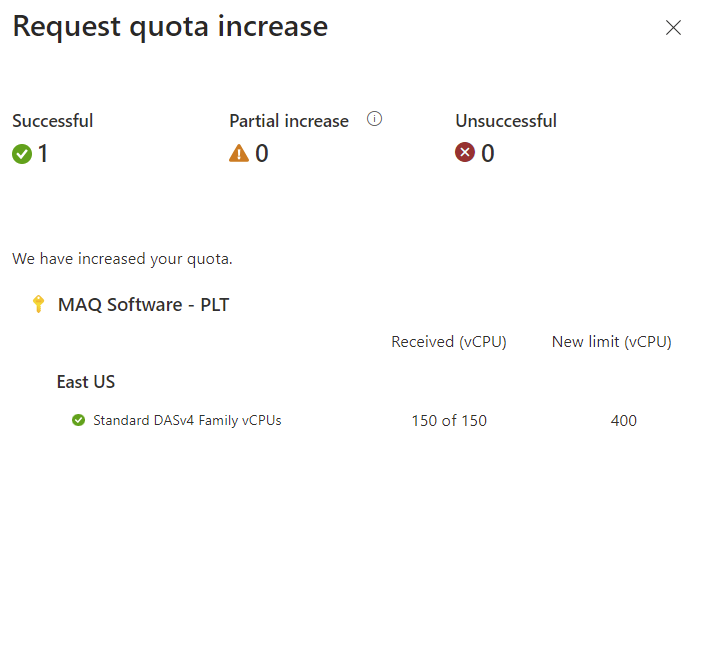 Request quota increase
Successful
Partial increase
Unsuccessful
1
0
0
We have increased your quota.
MAQ Software - PLT
Received (vCPU)
New limit (vCPU)
East US
Standard DASv4 Family vCPUs
150 of 150
400